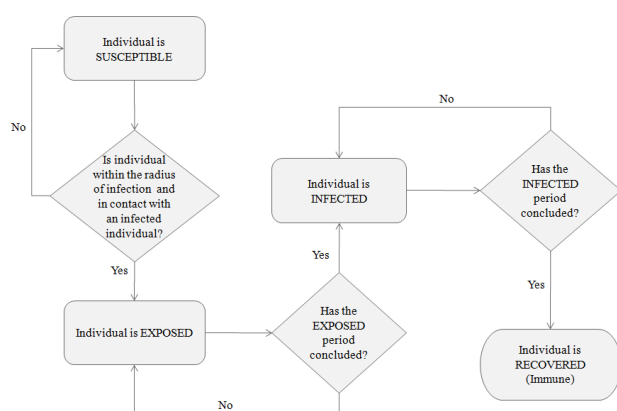 Individual is
SUSCEPTIBLE
No
Is individual
within the radius
of infection and
in contact with
an infected
individual?
Yes
Individual is EXPOSED
Has the
EXPOSED
period
concluded?
No
Yes
Individual is
INFECTED
No
Has the
INFECTED
period
concluded?
Yes
Individual is
RECOVERED
(Immune)